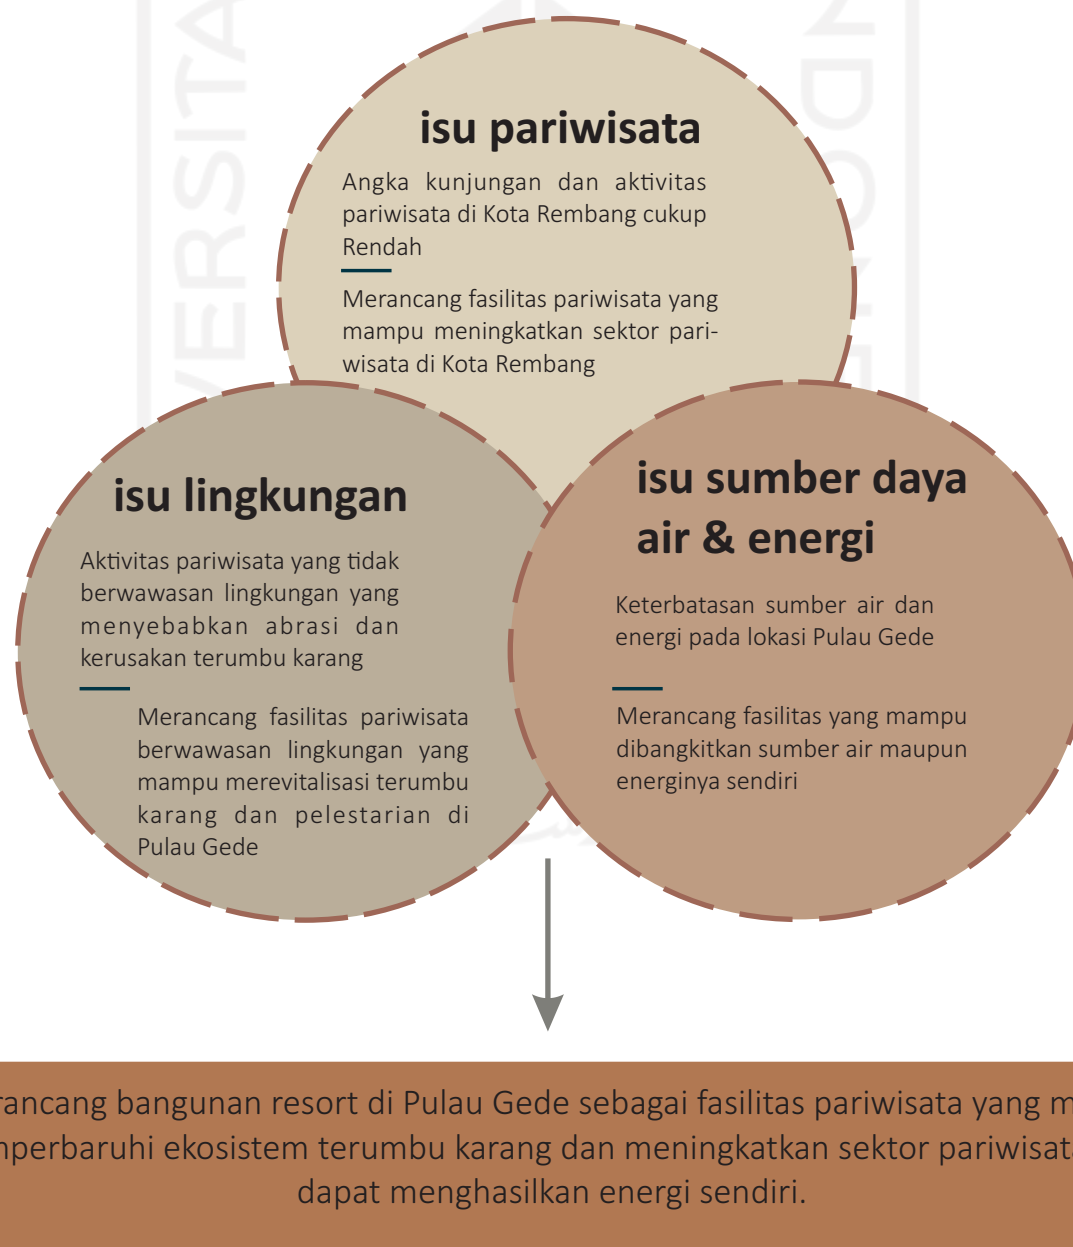 isu pariwisata
Angka kunjungan dan aktivitas
pariwisata di Kota Rembang cukup
Rendah
Merancang fasilitas pariwisata yang
mampu meningkatkan sektor pari-
wisata di Kota Rembang
isu lingkungan
Aktivitas pariwisata yang tidak
berwawasan lingkungan yang
menyebabkan abrasi dan
kerusakan terumbu karang
Merancang fasilitas pariwisata
berwawasan lingkungan yang
mampu merevitalisasi terumbu
karang dan pelestarian di
Pulau Gede
isu sumber daya
air & energi
Keterbatasan sumber air dan
energi pada lokasi Pulau Gede
Merancang fasilitas yang mampu
dibangkitkan sumber air maupun
energinya sendiri
rancang bangunan resort di Pulau Gede sebagai fasilitas pariwisata yang m
perbaruhi ekosistem terumbu karang dan meningkatkan sektor pariwisata
dapat menghasilkan energi sendiri.
VERSITA
NDON